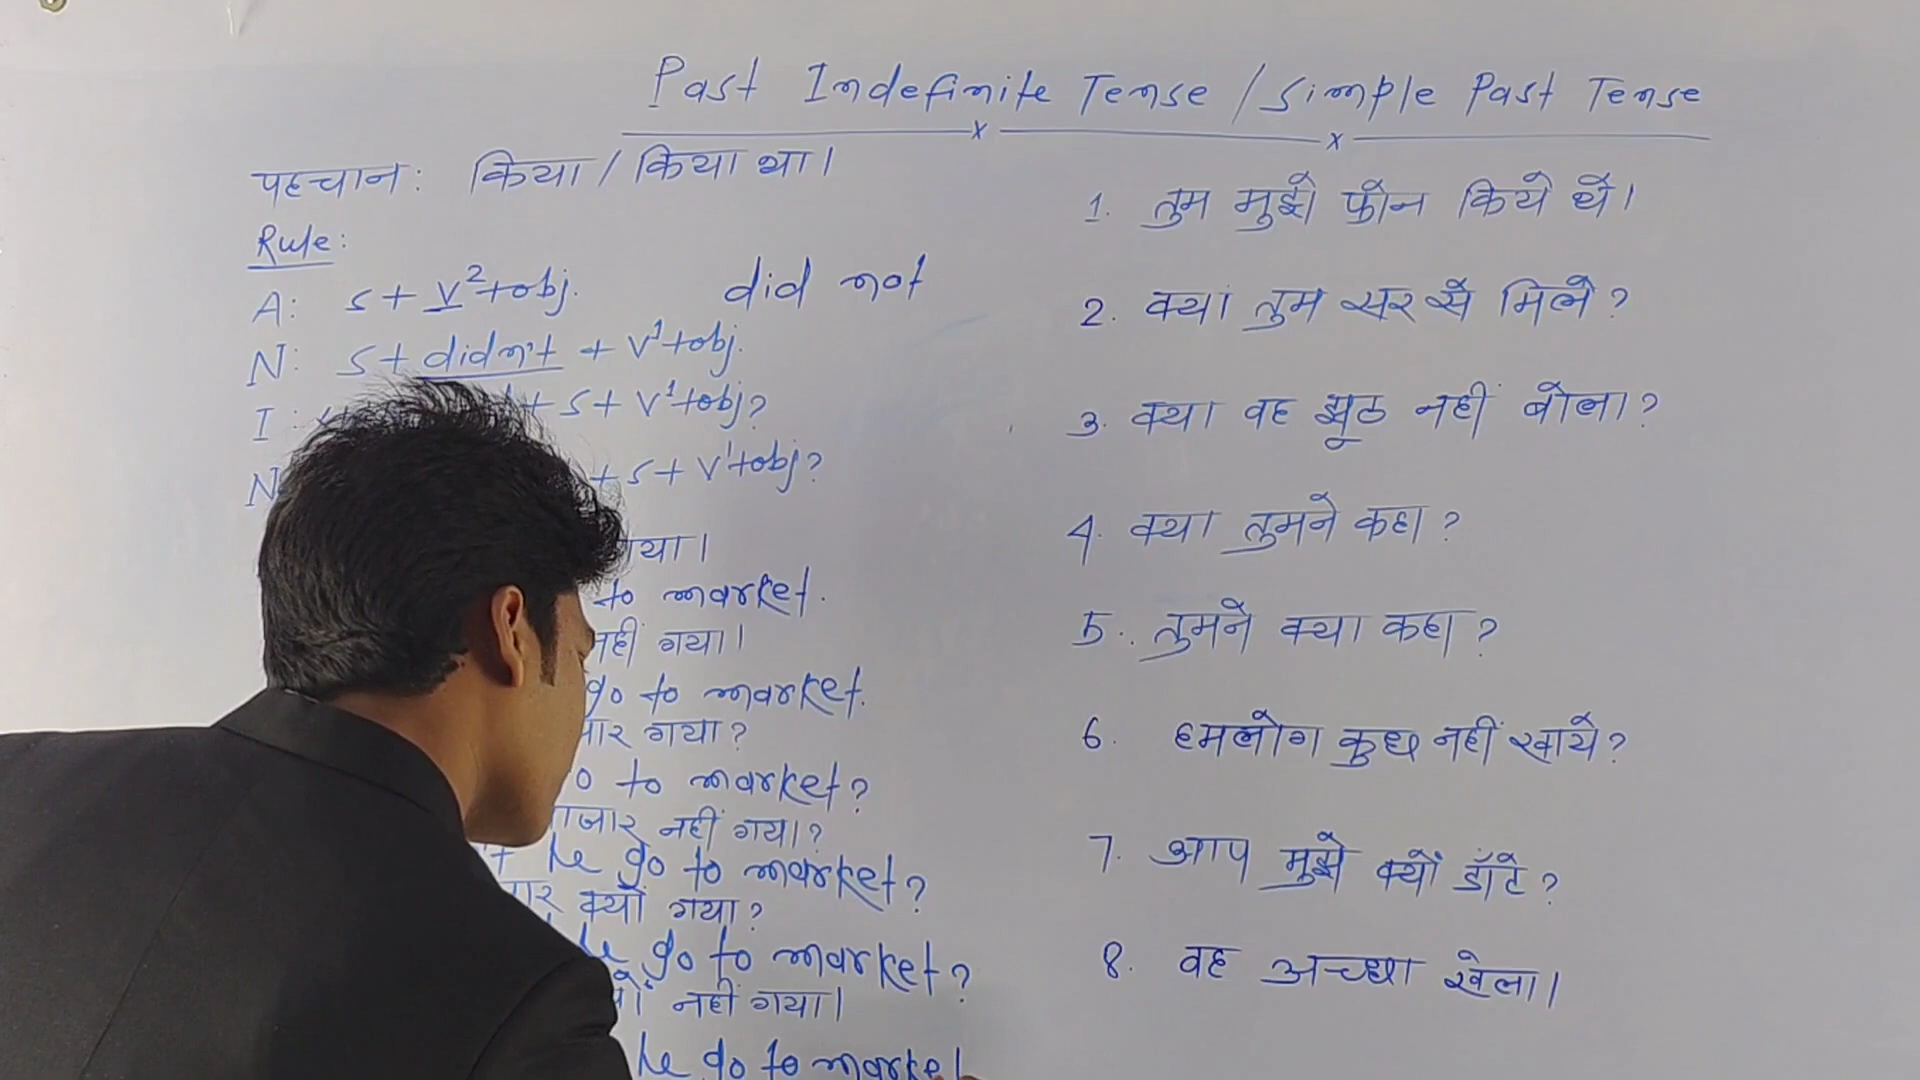 Past Indefinite Tense / Simple Past Tense
पहचान: किया / किया था।
Rule:
A: S + V²+obj.
did not
N: S + didn't + V¹+obj.
I: + S + V¹+obj?
N + S + V¹+obj?
गया।
to market.
नहीं गया।
go to market.
गया?
to market?
नहीं गया?
he go to market?
क्यों गया?
he go to market?
नहीं गया।
he go to market
1. तुम मुझे फोन किये थे।
2. क्या तुम सर से मिले?
3. क्या वह झूठ नहीं बोला?
4. क्या तुमने कहा?
5. तुमने क्या कहा?
6. हमलोग कुछ नहीं खाये?
7. आप मुझे क्यों डाँटे?
8. वह अच्छा खेला।